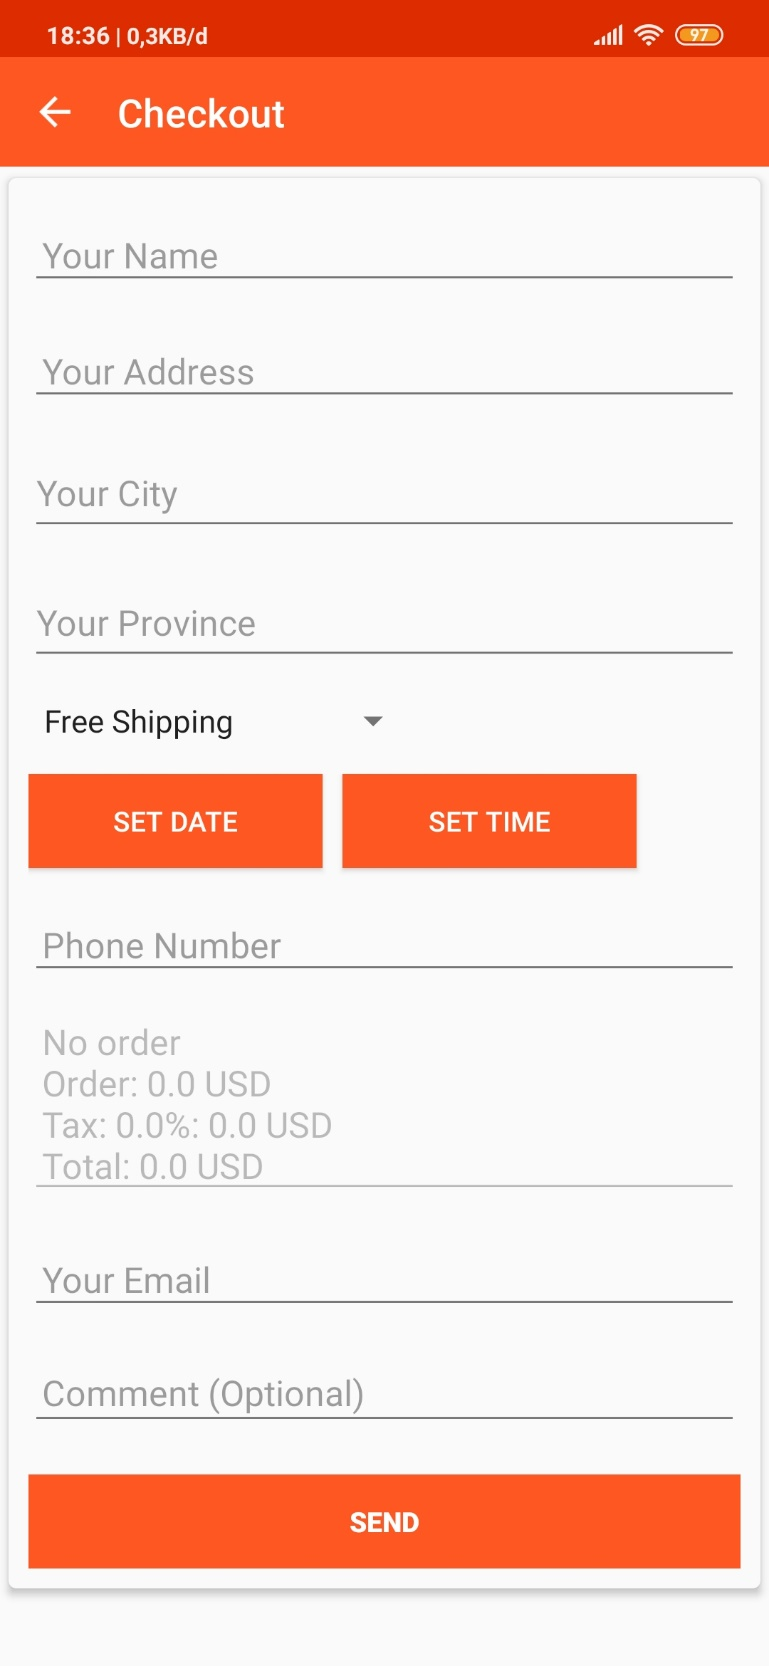 18:36 | 0,3KB/d 97
Checkout
Your Name
Your Address
Your City
Your Province
Free Shipping
SET DATE SET TIME
Phone Number
No order
Order: 0.0 USD
Tax: 0.0%: 0.0 USD
Total: 0.0 USD
Your Email
Comment (Optional)
SEND